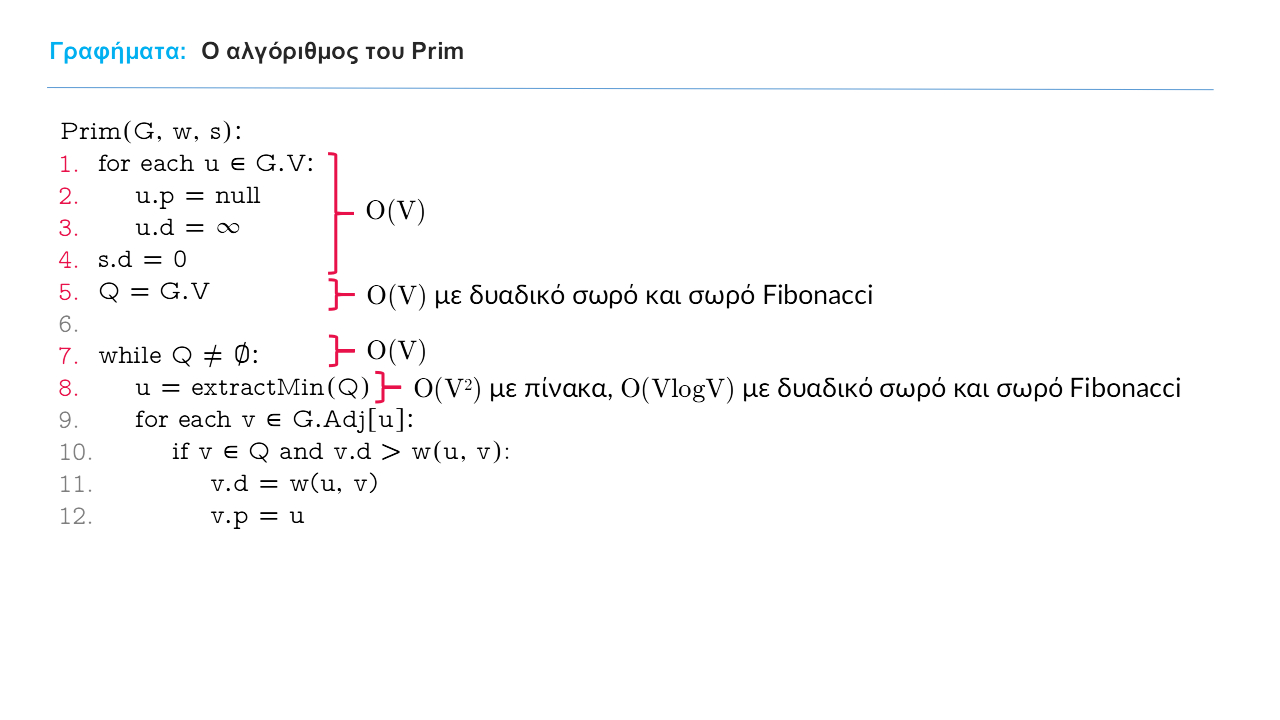 Γραφήματα: Ο αλγόριθμος του Prim
Prim(G, w, s):
1. for each u ∈ G.V:
2. u.p = null
3. u.d = ∞
O(V)
4. s.d = 0
5. Q = G.V
O(V) με δυαδικό σωρό και σωρό Fibonacci
6.
7. while Q ≠ ∅:
O(V)
8. u = extractMin(Q)
O(V²) με πίνακα, O(VlogV) με δυαδικό σωρό και σωρό Fibonacci
9. for each v ∈ G.Adj[u]:
10. if v ∈ Q and v.d > w(u, v):
11. v.d = w(u, v)
12. v.p = u